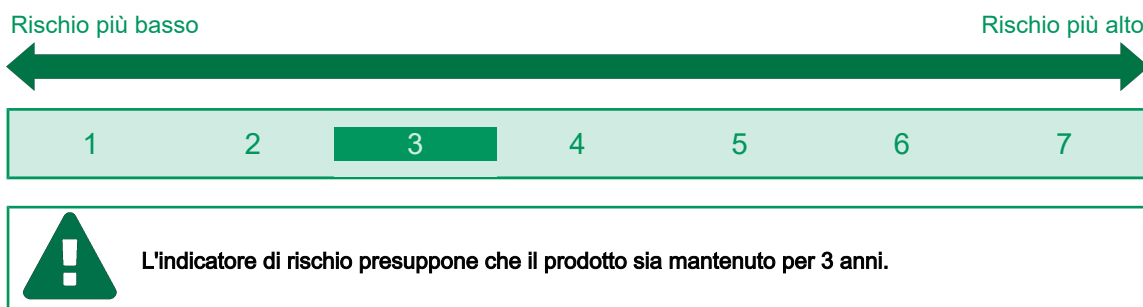 Rischio più basso Rischio più alto
1 2 3 4 5 6 7
L'indicatore di rischio presuppone che il prodotto sia mantenuto per 3 anni.